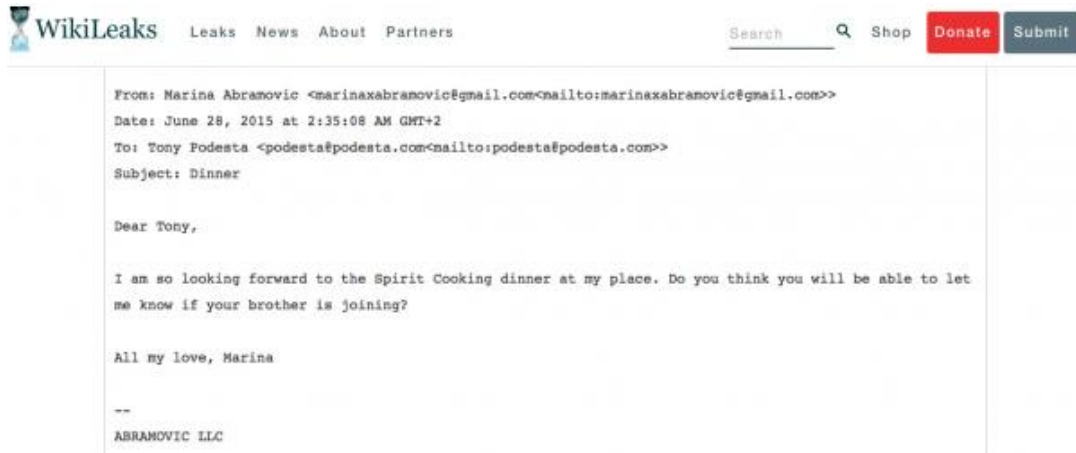 WikiLeaks Leaks News About Partners Search Shop Donate Submit
From: Marina Abramovic <marinaxabramovic@gmail.com<mailto:marinaxabramovic@gmail.com>>
Date: June 28, 2015 at 2:35:08 AM GMT+2
To: Tony Podesta <podesta@podesta.com<mailto:podesta@podesta.com>>
Subject: Dinner
Dear Tony,
I am so looking forward to the Spirit Cooking dinner at my place. Do you think you will be able to let
me know if your brother is joining?
All my love, Marina
--
ABRAMOVIC LLC